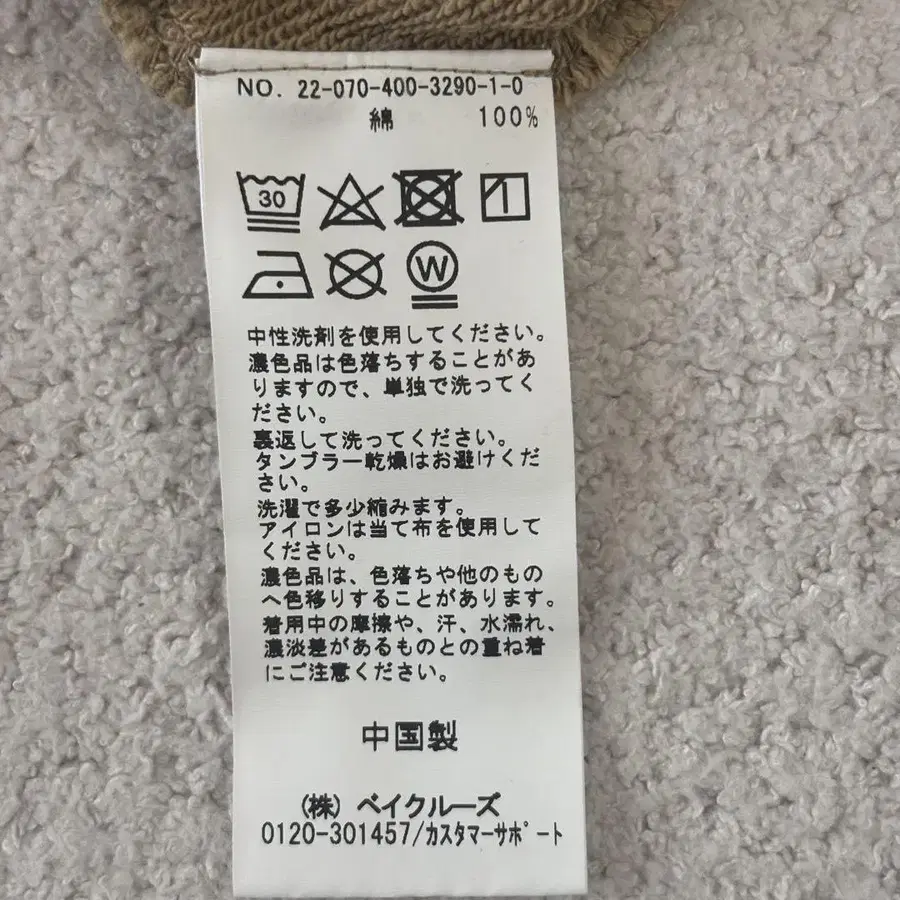 NO. 22-070-400-3290-1-0
綿 100%
30
W
中性洗剤を使用してください。
濃色品は色落ちすることがあ
りますので、単独で洗ってく
ださい。
裏返して洗ってください。
タンブラー乾燥はお避けくだ
さい。
洗濯で多少縮みます。
アイロンは当て布を使用して
ください。
濃色品は、色落ちや他のもの
へ色移りすることがあります。
着用中の摩擦や、汗、水濡れ、
濃淡差があるものとの重ね着
にご注意ください。
中国製
(株) ベイクルーズ
0120-301457/カスタマーサポート